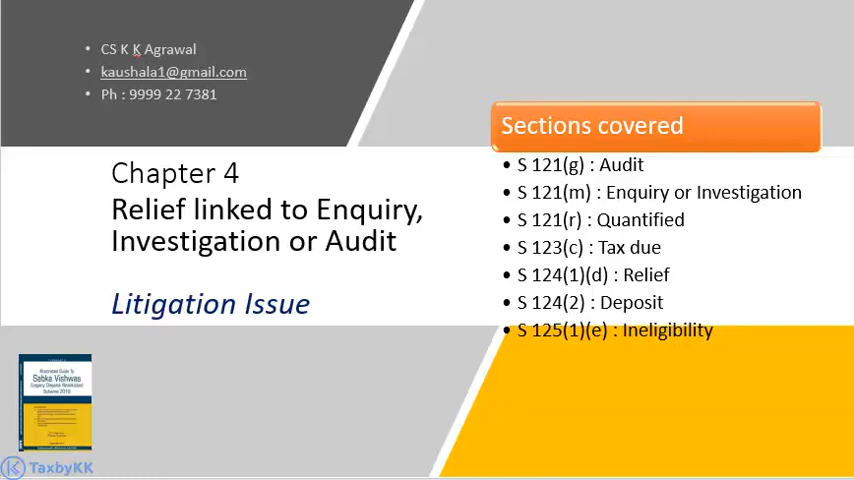 CS K K Agrawal
kaushala1@gmail.com
Ph : 9999 22 7381
Sections covered
Chapter 4
Relief linked to Enquiry,
Investigation or Audit
Litigation Issue
• S 121(g) : Audit
• S 121(m) : Enquiry or Investigation
• S 121(r) : Quantified
• S 123(c) : Tax due
• S 124(1)(d) : Relief
• S 124(2) : Deposit
• S 125(1)(e) : Ineligibility
Sabka Vishwas
TaxbyKK